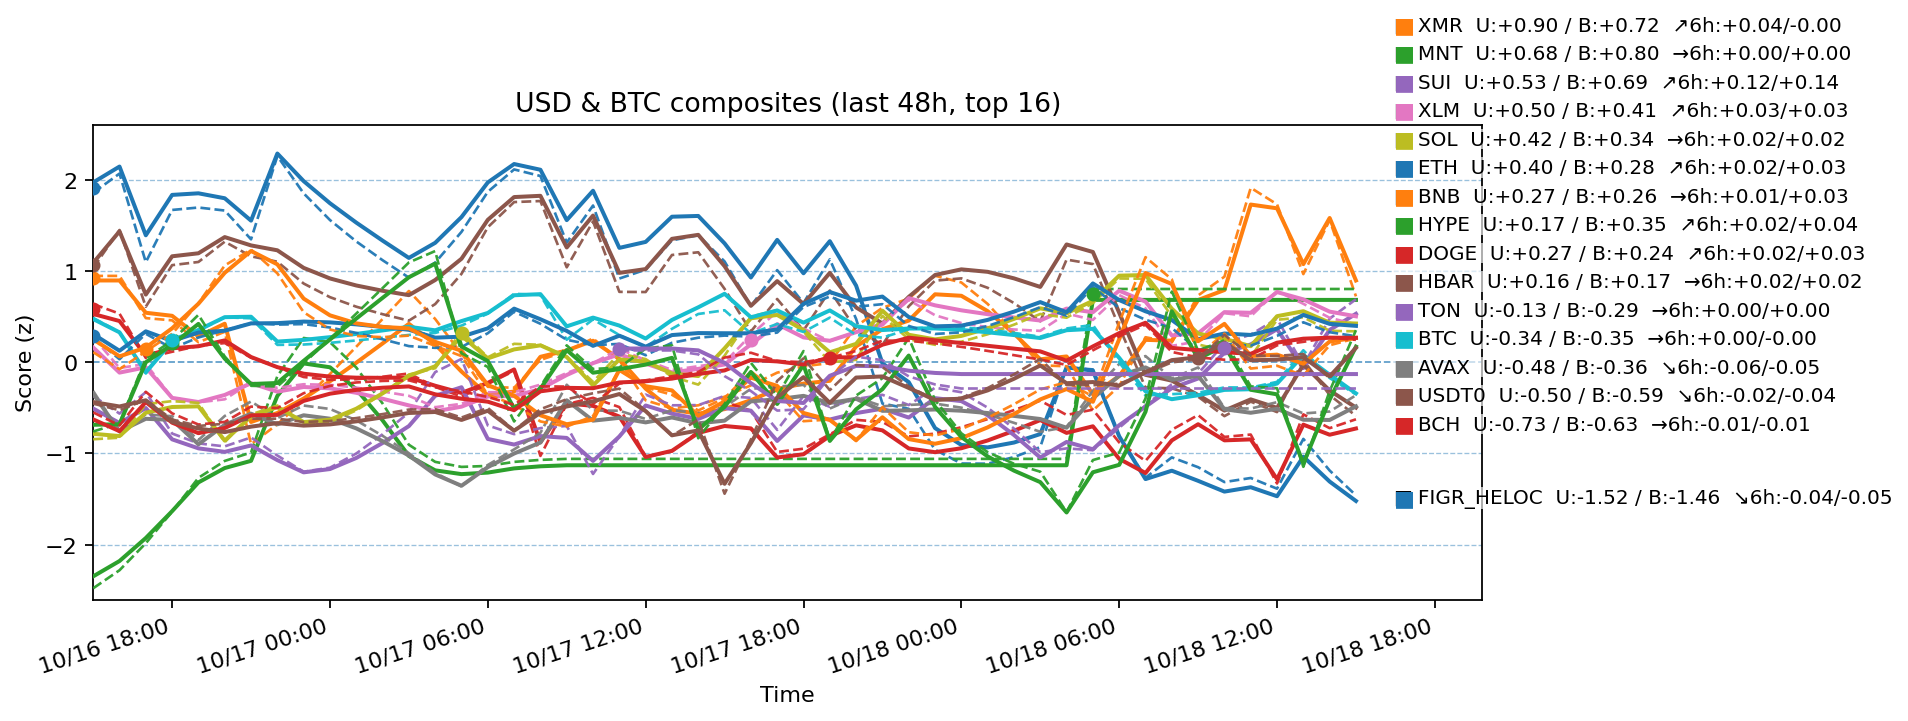 XMR  U:+0.90 / B:+0.72  ↗6h:+0.04/-0.00
MNT  U:+0.68 / B:+0.80  →6h:+0.00/+0.00
SUI  U:+0.53 / B:+0.69  ↗6h:+0.12/+0.14
USD & BTC composites (last 48h, top 16)
XLM  U:+0.50 / B:+0.41  ↗6h:+0.03/+0.03
SOL  U:+0.42 / B:+0.34  →6h:+0.02/+0.02
ETH  U:+0.40 / B:+0.28  ↗6h:+0.02/+0.03
BNB  U:+0.27 / B:+0.26  →6h:+0.01/+0.03
HYPE  U:+0.17 / B:+0.35  ↗6h:+0.02/+0.04
DOGE  U:+0.27 / B:+0.24  ↗6h:+0.02/+0.03
HBAR  U:+0.16 / B:+0.17  →6h:+0.02/+0.02
TON  U:-0.13 / B:-0.29  →6h:+0.00/+0.00
BTC  U:-0.34 / B:-0.35  →6h:+0.00/-0.00
AVAX  U:-0.48 / B:-0.36  ↘6h:-0.06/-0.05
USDT0  U:-0.50 / B:-0.59  ↘6h:-0.02/-0.04
BCH  U:-0.73 / B:-0.63  →6h:-0.01/-0.01
FIGR_HELOC  U:-1.52 / B:-1.46  ↘6h:-0.04/-0.05
Score (z)
2
1
0
−1
−2
10/16 18:00
10/17 00:00
10/17 06:00
10/17 12:00
10/17 18:00
10/18 00:00
10/18 06:00
10/18 12:00
10/18 18:00
Time